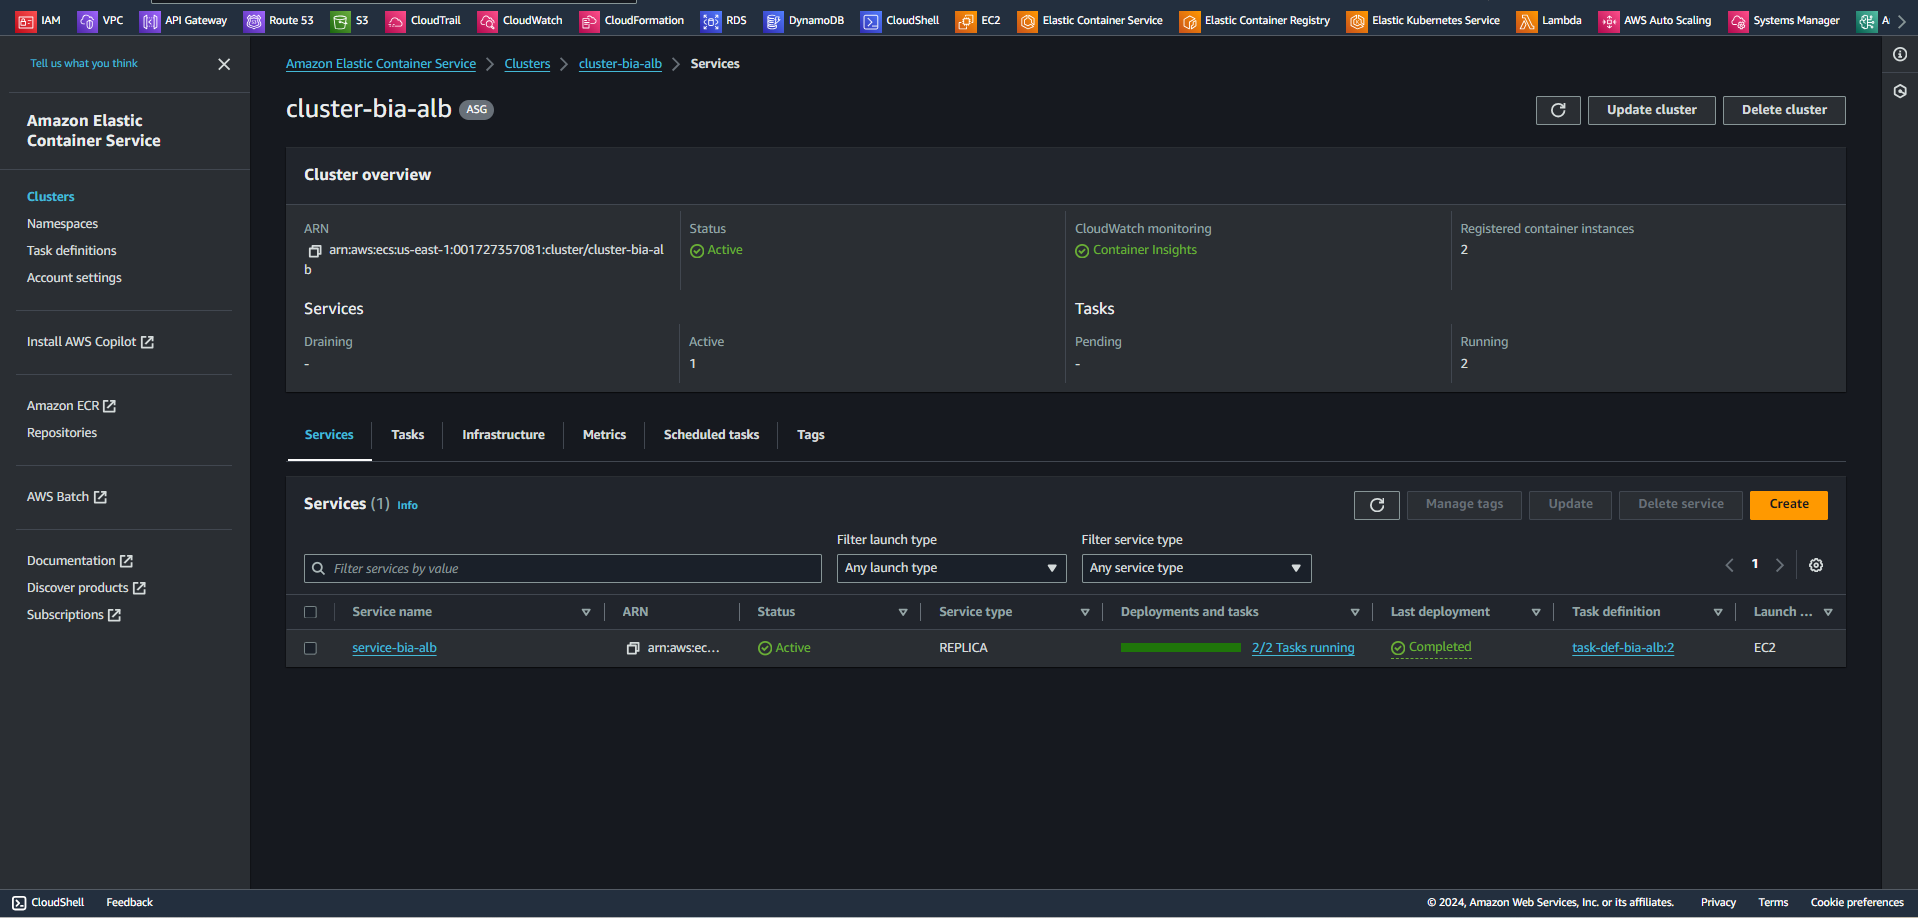 IAM VPC API Gateway Route 53 S3 CloudTrail CloudWatch CloudFormation RDS DynamoDB CloudShell EC2 Elastic Container Service Elastic Container Registry Elastic Kubernetes Service Lambda AWS Auto Scaling Systems Manager
Tell us what you think
Amazon Elastic
Container Service
Clusters
Namespaces
Task definitions
Account settings
Install AWS Copilot
Amazon ECR
Repositories
AWS Batch
Documentation
Discover products
Subscriptions
Amazon Elastic Container Service Clusters cluster-bia-alb Services
cluster-bia-alb ASG
Update cluster Delete cluster
Cluster overview
ARN Status CloudWatch monitoring Registered container instances
arn:aws:ecs:us-east-1:001727357081:cluster/cluster-bia-al Active Container Insights 2
b
Services Tasks
Draining Active Pending Running
- 1 - 2
Services Tasks Infrastructure Metrics Scheduled tasks Tags
Services (1) Info
Manage tags Update Delete service Create
Filter launch type Filter service type
Filter services by value Any launch type Any service type 1
Service name ARN Status Service type Deployments and tasks Last deployment Task definition Launch ...
service-bia-alb arn:aws:ec... Active REPLICA 2/2 Tasks running Completed task-def-bia-alb:2 EC2
CloudShell Feedback © 2024, Amazon Web Services, Inc. or its affiliates. Privacy Terms Cookie preferences